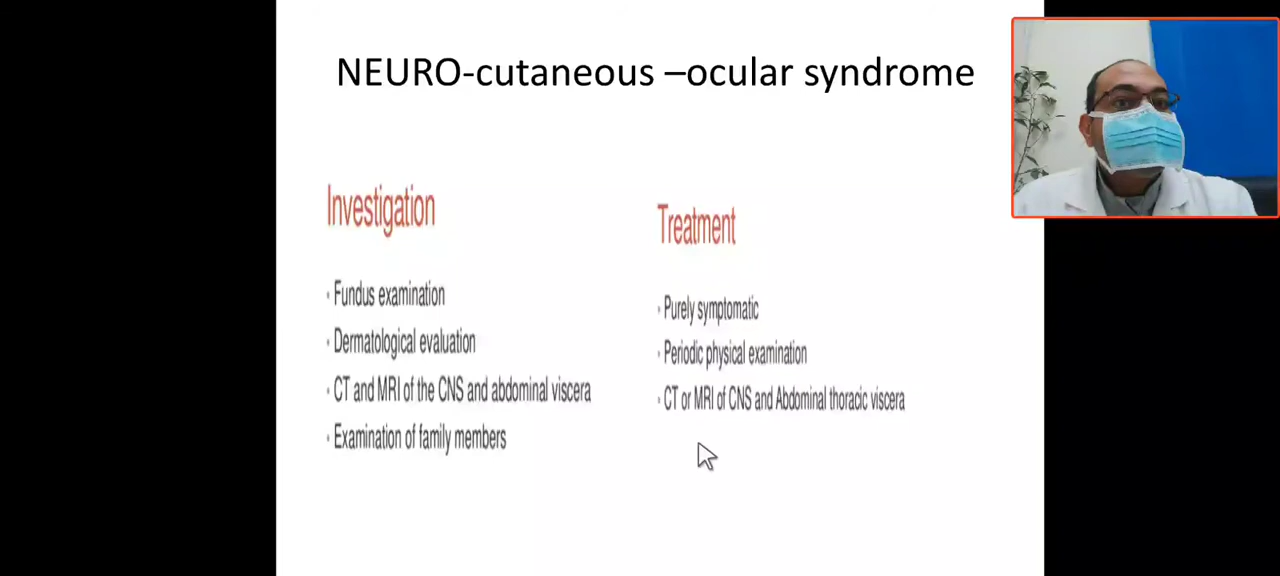 NEURO-cutaneous –ocular syndrome
Investigation
· Fundus examination
· Dermatological evaluation
· CT and MRI of the CNS and abdominal viscera
· Examination of family members
Treatment
· Purely symptomatic
· Periodic physical examination
· CT or MRI of CNS and Abdominal thoracic viscera